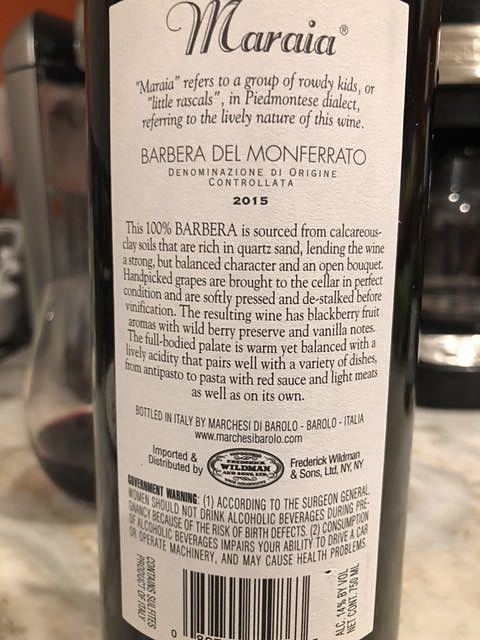 Maraia®
"Maraia" refers to a group of rowdy kids, or
"little rascals", in Piedmontese dialect,
referring to the lively nature of this wine.
BARBERA DEL MONFERRATO
DENOMINAZIONE DI ORIGINE
CONTROLLATA
2015
This 100% BARBERA is sourced from calcareous-
clay soils that are rich in quartz sand, lending the wine
a strong, but balanced character and an open bouquet.
Handpicked grapes are brought to the cellar in perfect
condition and are softly pressed and de-stalked before
vinification. The resulting wine has blackberry fruit
aromas with wild berry preserve and vanilla notes.
The full-bodied palate is warm yet balanced with a
lively acidity that pairs well with a variety of dishes,
from antipasto to pasta with red sauce and light meats
as well as on its own.
BOTTLED IN ITALY BY MARCHESI DI BAROLO - BAROLO - ITALIA
www.marchesibarolo.com
Imported &
Distributed by
FREDERICK
WILDMAN
AND SONS, LTD.
Frederick Wildman
& Sons, Ltd, NY, NY
GOVERNMENT WARNING: (1) ACCORDING TO THE SURGEON GENERAL,
WOMEN SHOULD NOT DRINK ALCOHOLIC BEVERAGES DURING PRE-
GNANCY BECAUSE OF THE RISK OF BIRTH DEFECTS. (2) CONSUMPTION
OF ALCOHOLIC BEVERAGES IMPAIRS YOUR ABILITY TO DRIVE A CAR
OR OPERATE MACHINERY, AND MAY CAUSE HEALTH PROBLEMS.
CONTAINS SULFITES
PRODUCT OF ITALY
0
ALC. 14% BY VOL
NET CONT. 750 ML